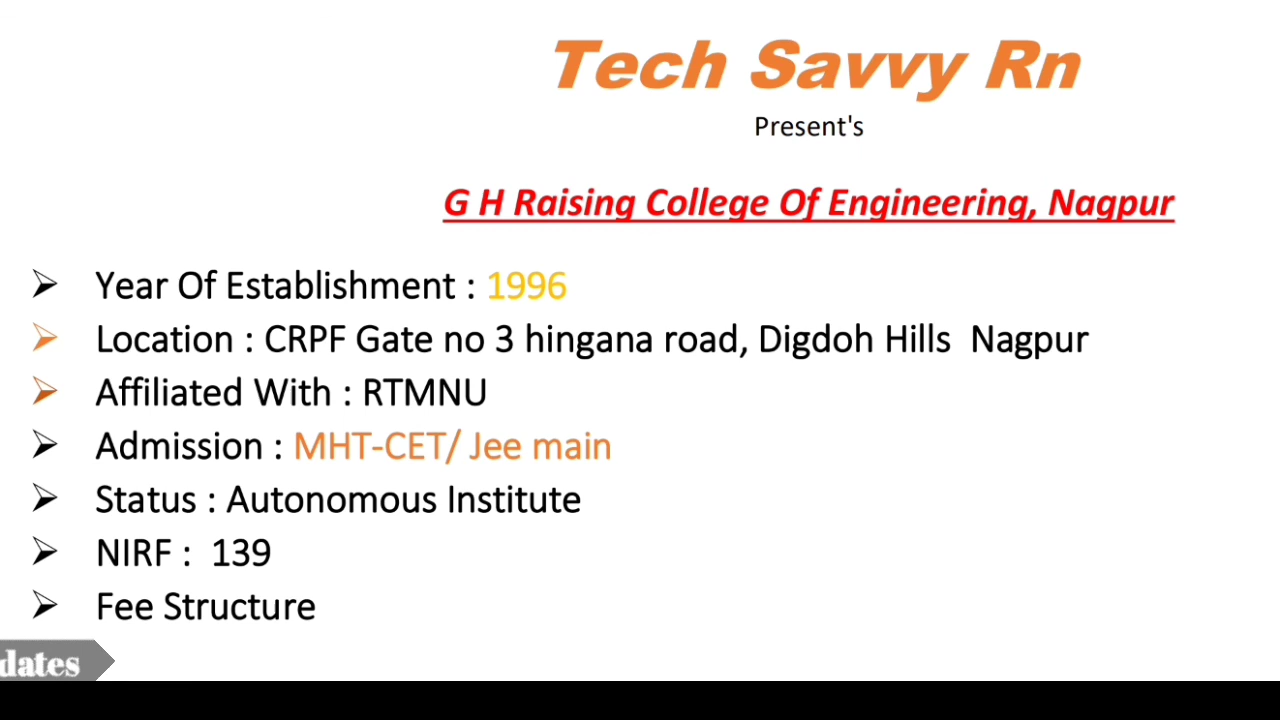 Tech Savvy Rn
Present's
G H Raising College Of Engineering, Nagpur
Year Of Establishment : 1996
Location : CRPF Gate no 3 hingana road, Digdoh Hills Nagpur
Affiliated With : RTMNU
Admission : MHT-CET/ Jee main
Status : Autonomous Institute
NIRF : 139
Fee Structure
dates